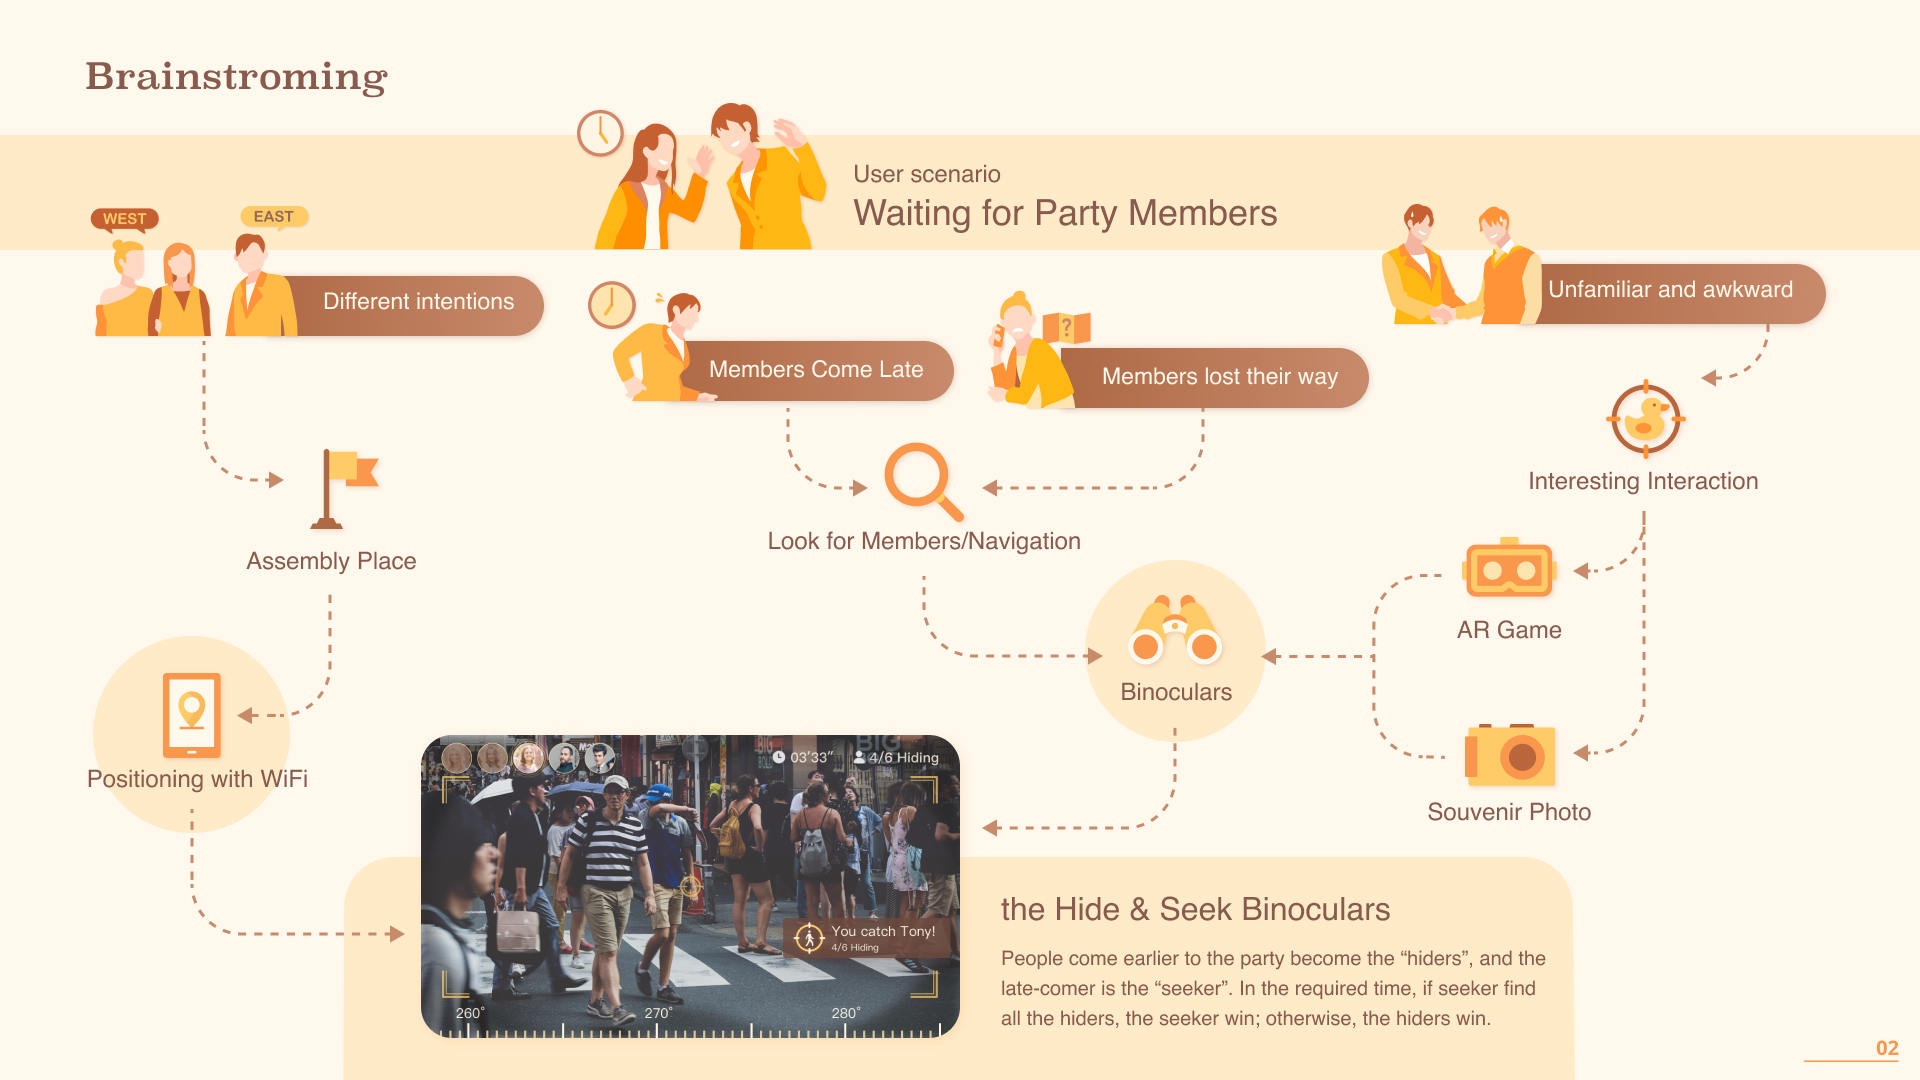 Brainstroming
User scenario
Waiting for Party Members
WEST
EAST
Different intentions
Members Come Late
?
Members lost their way
Unfamiliar and awkward
Interesting Interaction
Assembly Place
Look for Members/Navigation
AR Game
Binoculars
Positioning with WiFi
Souvenir Photo
03’33”
4/6 Hiding
BIG
You catch Tony!
4/6 Hiding
260°
270°
280°
the Hide & Seek Binoculars
People come earlier to the party become the “hiders”, and the
late-comer is the “seeker”. In the required time, if seeker find
all the hiders, the seeker win; otherwise, the hiders win.
02